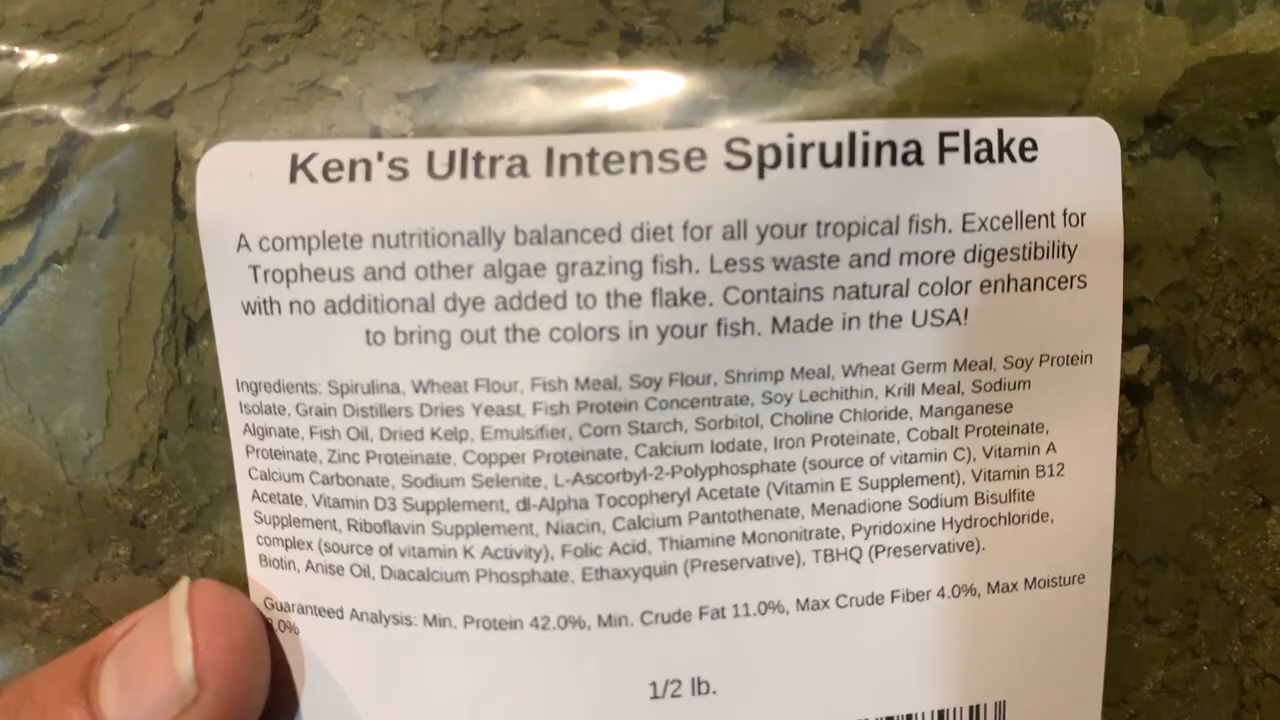 Ken's Ultra Intense Spirulina Flake
A complete nutritionally balanced diet for all your tropical fish. Excellent for
Tropheus and other algae grazing fish. Less waste and more digestibility
with no additional dye added to the flake. Contains natural color enhancers
to bring out the colors in your fish. Made in the USA!
Ingredients: Spirulina, Wheat Flour, Fish Meal, Soy Flour, Shrimp Meal, Wheat Germ Meal, Soy Protein
Isolate, Grain Distillers Dries Yeast, Fish Protein Concentrate, Soy Lechithin, Krill Meal, Sodium
Alginate, Fish Oil, Dried Kelp, Emulsifier, Corn Starch, Sorbitol, Choline Chloride, Manganese
Proteinate, Zinc Proteinate, Copper Proteinate, Calcium Iodate, Iron Proteinate, Cobalt Proteinate,
Calcium Carbonate, Sodium Selenite, L-Ascorbyl-2-Polyphosphate (source of vitamin C), Vitamin A
Acetate, Vitamin D3 Supplement, dl-Alpha Tocopheryl Acetate (Vitamin E Supplement), Vitamin B12
Supplement, Riboflavin Supplement, Niacin, Calcium Pantothenate, Menadione Sodium Bisulfite
complex (source of vitamin K Activity), Folic Acid, Thiamine Mononitrate, Pyridoxine Hydrochloride,
Biotin, Anise Oil, Diacalcium Phosphate, Ethaxyquin (Preservative), TBHQ (Preservative).
Guaranteed Analysis: Min. Protein 42.0%, Min. Crude Fat 11.0%, Max Crude Fiber 4.0%, Max Moisture
1/2 lb.